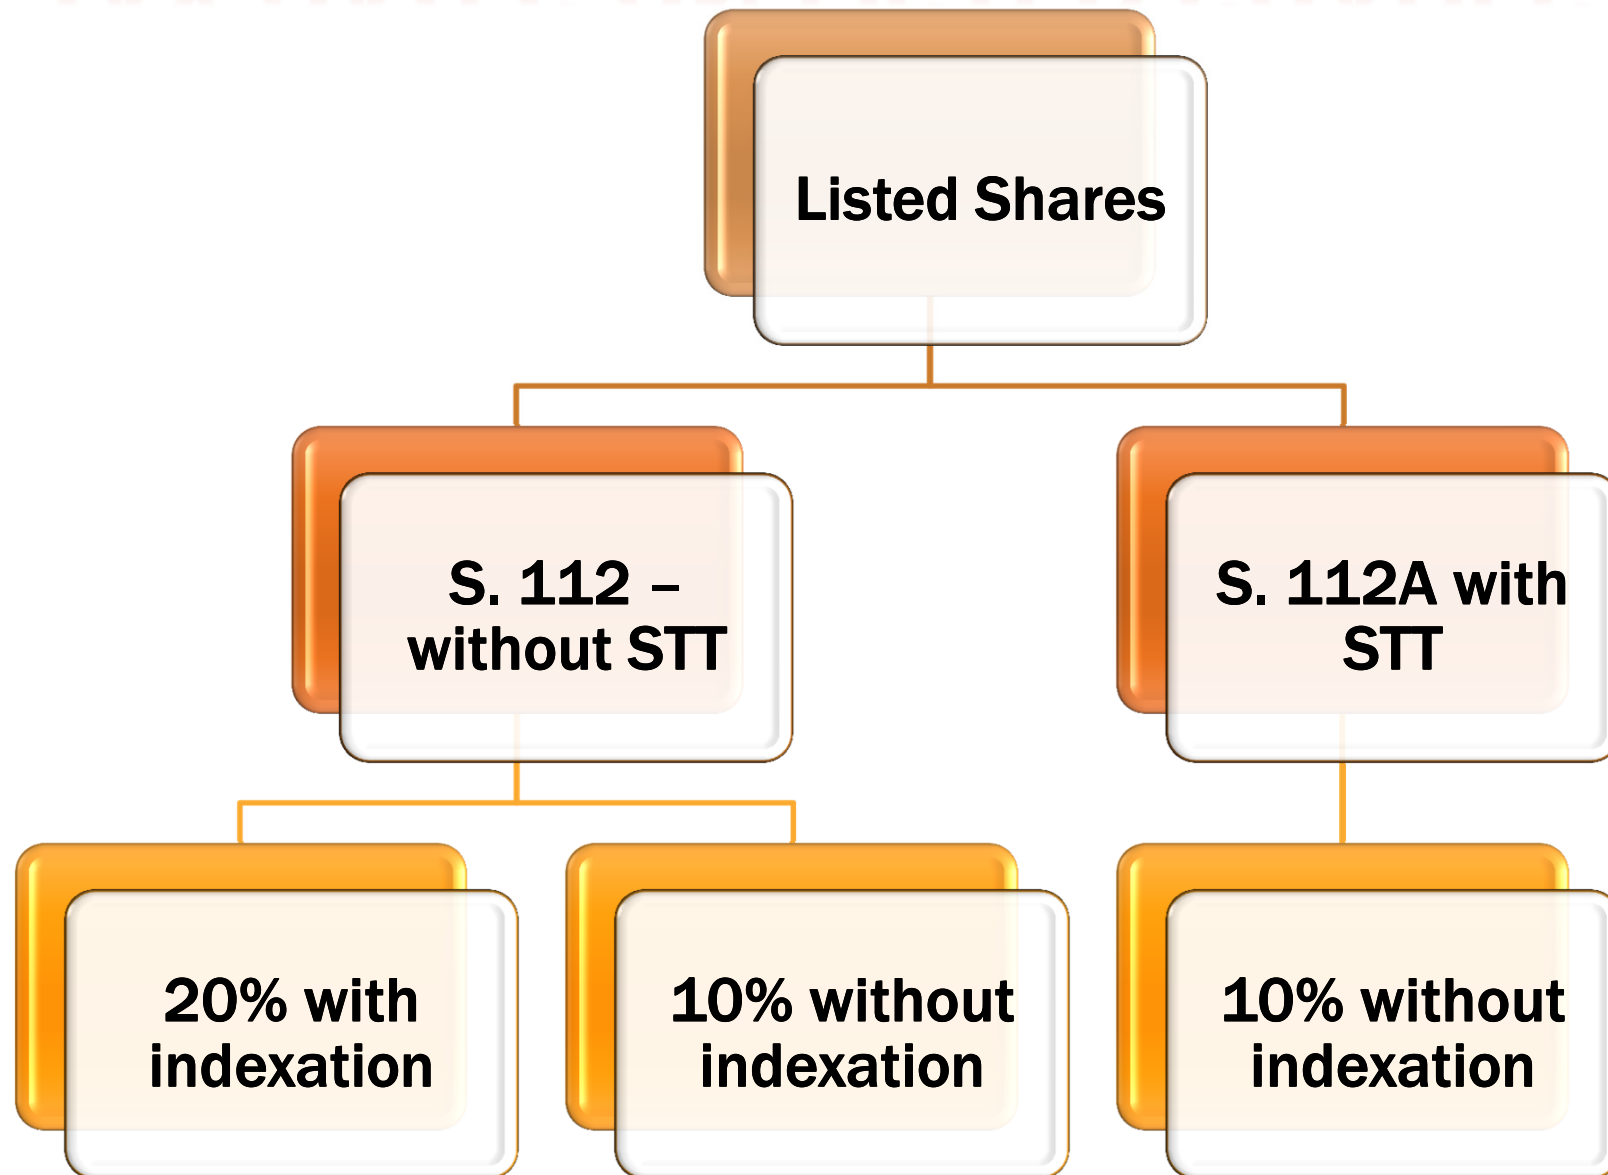 Listed Shares
S. 112 –
without STT
S. 112A with
STT
20% with
indexation
10% without
indexation
10% without
indexation